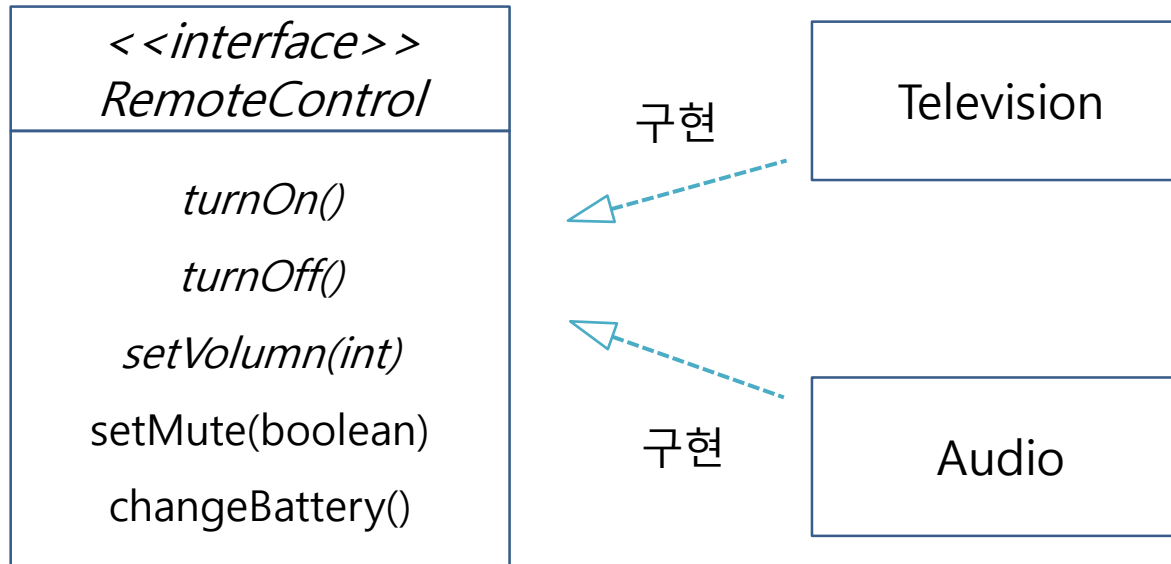 <<interface>>
RemoteControl
turnOn()
turnOff()
setVolumn(int)
setMute(boolean)
changeBattery()
구현
Television
구현
Audio